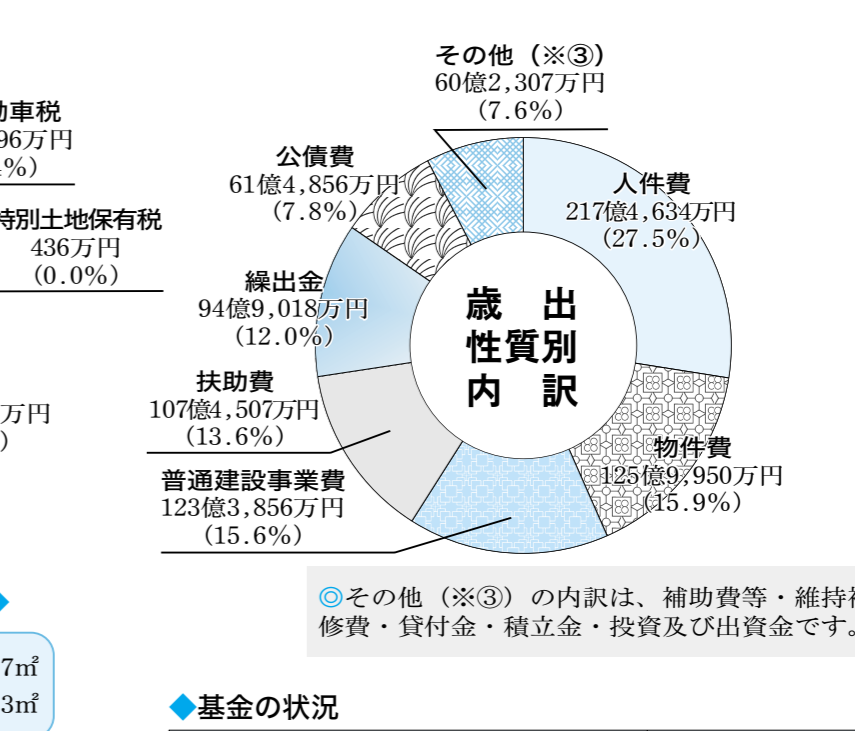 その他（※③）
60億2,307万円
（7.6%）
動車税
96万円
%）
公債費
61億4,856万円
（7.8%）
人件費
217億4,634万円
（27.5%）
特別土地保有税
436万円
（0.0%）
繰出金
94億9,018万円
（12.0%）
歳　出
性質別
内　訳
扶助費
107億4,507万円
（13.6%）
万円
）
物件費
125億9,950万円
（15.9%）
普通建設事業費
123億3,856万円
（15.6%）
◎その他（※③）の内訳は、補助費等・維持補
修費・貸付金・積立金・投資及び出資金です。
7㎡
3㎡
◆基金の状況